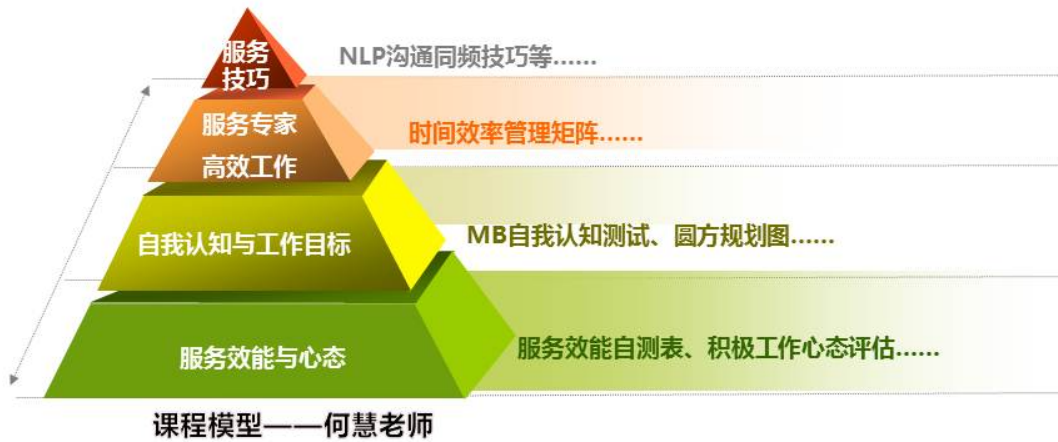 服务
技巧
NLP沟通同频技巧等……
服务专家
高效工作
时间效率管理矩阵……
自我认知与工作目标
MB自我认知测试、圆方规划图……
服务效能与心态
服务效能自测表、积极工作心态评估……
课程模型——何慧老师